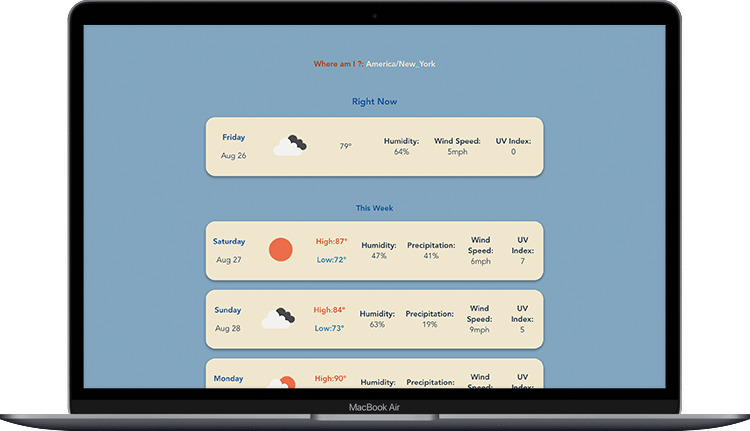 Where am I ?: America/New_York
Right Now
Friday
Aug 26
79°
Humidity:
64%
Wind Speed:
5mph
UV Index:
0
This Week
Saturday
Aug 27
High:87°
Low:72°
Humidity:
47%
Precipitation:
41%
Wind
Speed:
6mph
UV
Index:
7
Sunday
Aug 28
High:84°
Low:73°
Humidity:
63%
Precipitation:
19%
Wind
Speed:
9mph
UV
Index:
5
Monday
High:90°
Humidity:
Precipitation:
Wind
Speed:
UV
Index:
MacBook Air